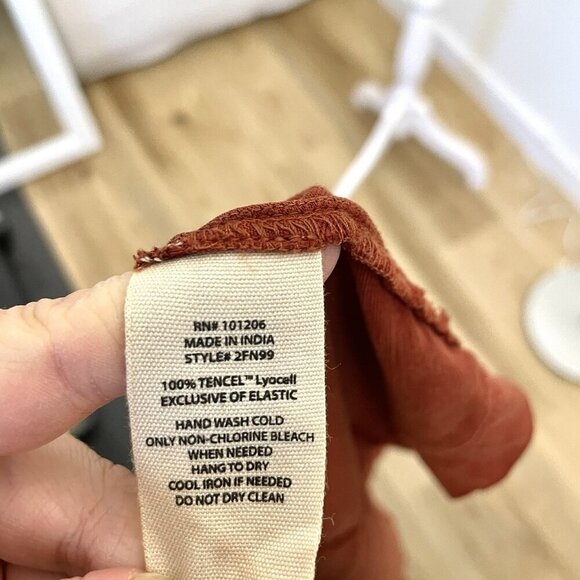 RN# 101206
MADE IN INDIA
STYLE# 2FN99
100% TENCEL™ Lyocell
EXCLUSIVE OF ELASTIC
HAND WASH COLD
ONLY NON-CHLORINE BLEACH
WHEN NEEDED
HANG TO DRY
COOL IRON IF NEEDED
DO NOT DRY CLEAN